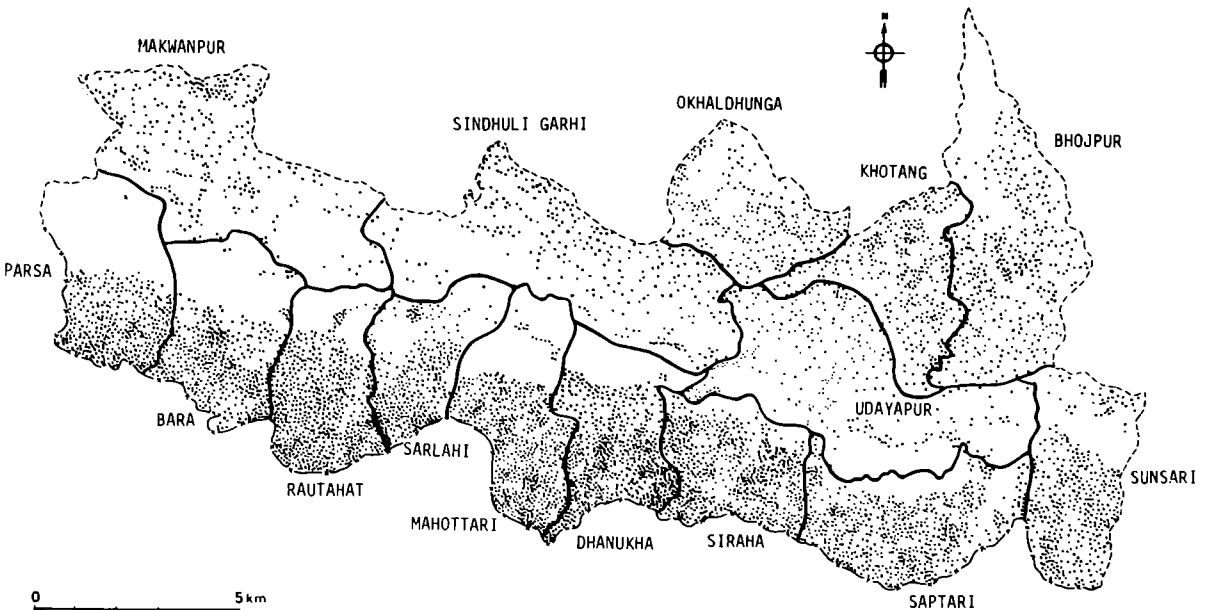 MAKWANPUR
N
OKHALDHUNGA
SINDHULI GARHI
BHOJPUR
KHOTANG
PARSA
UDAYAPUR
BARA
SARLAHI
SUNSARI
RAUTAHAT
MAHOTTARI
DHANUKHA
SIRAHA
SAPTARI
0 5 km